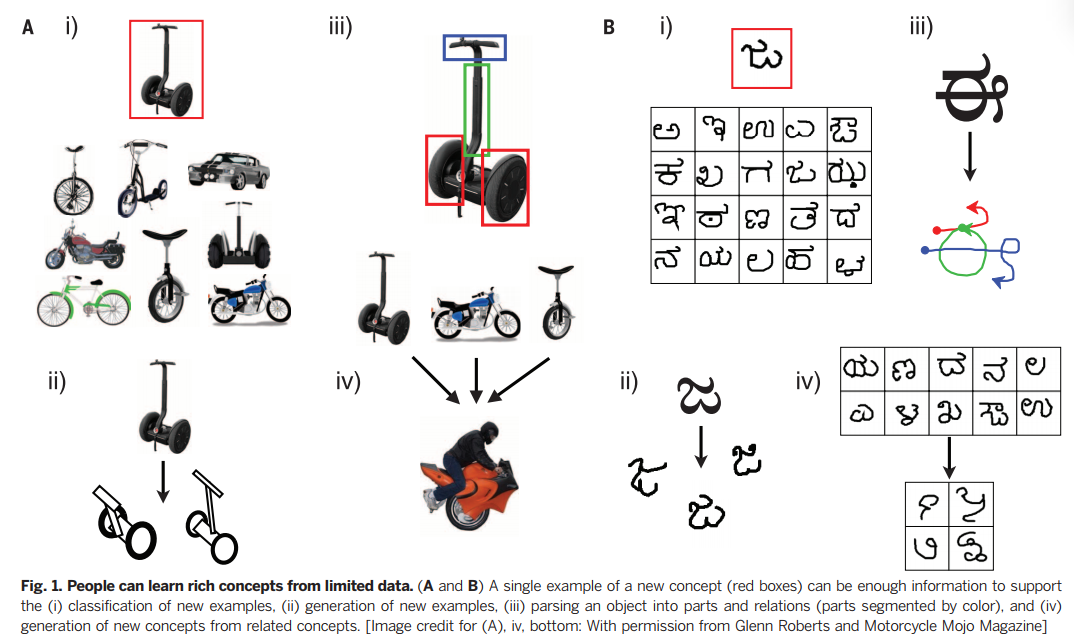 A i) iii) B i) iii)
ಜ
ಅ ಇ ಉ ಎ ಔ
ಕ ಖ ಗ ಜ
ಣ ತ ದ
ನ ಯ ಲ ಹ ಳ
ii) iv) ii) iv)
ಜ
ಜ ಜ ಜ
ಯ ಣ ದ ನ ಲ
ಎ ಳ ಖ ಔ ಉ
Fig. 1. People can learn rich concepts from limited data. (A and B) A single example of a new concept (red boxes) can be enough information to support
the (i) classification of new examples, (ii) generation of new examples, (iii) parsing an object into parts and relations (parts segmented by color), and (iv)
generation of new concepts from related concepts. [Image credit for (A), iv, bottom: With permission from Glenn Roberts and Motorcycle Mojo Magazine]